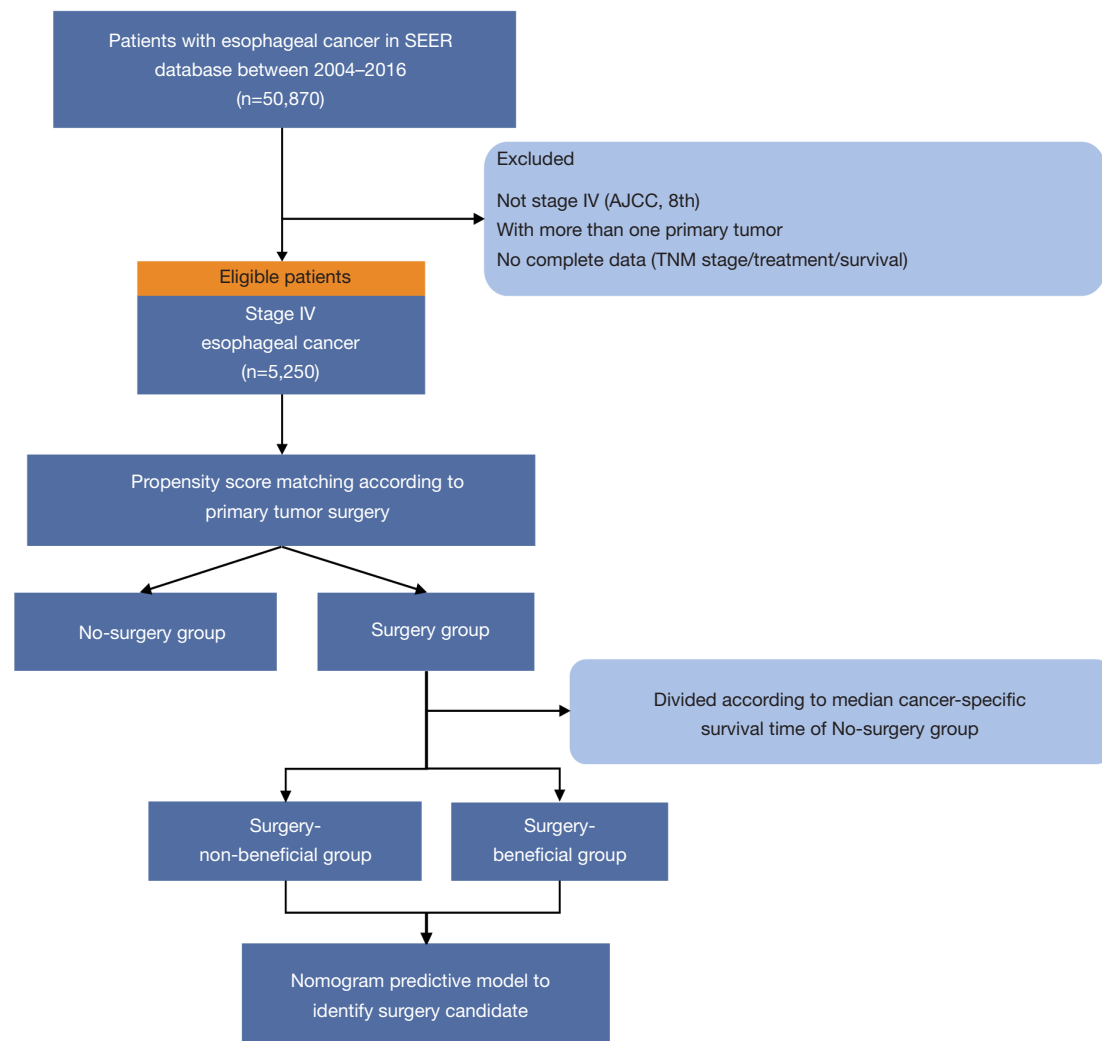 Patients with esophageal cancer in SEER
database between 2004–2016
(n=50,870)
Excluded
Not stage IV (AJCC, 8th)
With more than one primary tumor
No complete data (TNM stage/treatment/survival)
Eligible patients
Stage IV
esophageal cancer
(n=5,250)
Propensity score matching according to
primary tumor surgery
No-surgery group
Surgery group
Divided according to median cancer-specific
survival time of No-surgery group
Surgery-
non-beneficial group
Surgery-
beneficial group
Nomogram predictive model to
identify surgery candidate